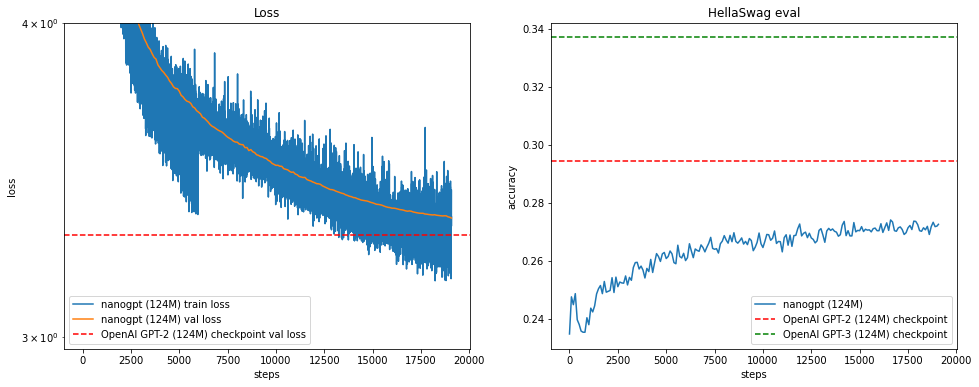 Loss
4 × 10⁰
3 × 10⁰
loss
nanogpt (124M) train loss
nanogpt (124M) val loss
OpenAI GPT-2 (124M) checkpoint val loss
0 2500 5000 7500 10000 12500 15000 17500 20000
steps
HellaSwag eval
0.34
0.32
0.30
0.28
0.26
0.24
accuracy
nanogpt (124M)
OpenAI GPT-2 (124M) checkpoint
OpenAI GPT-3 (124M) checkpoint
0 2500 5000 7500 10000 12500 15000 17500 20000
steps